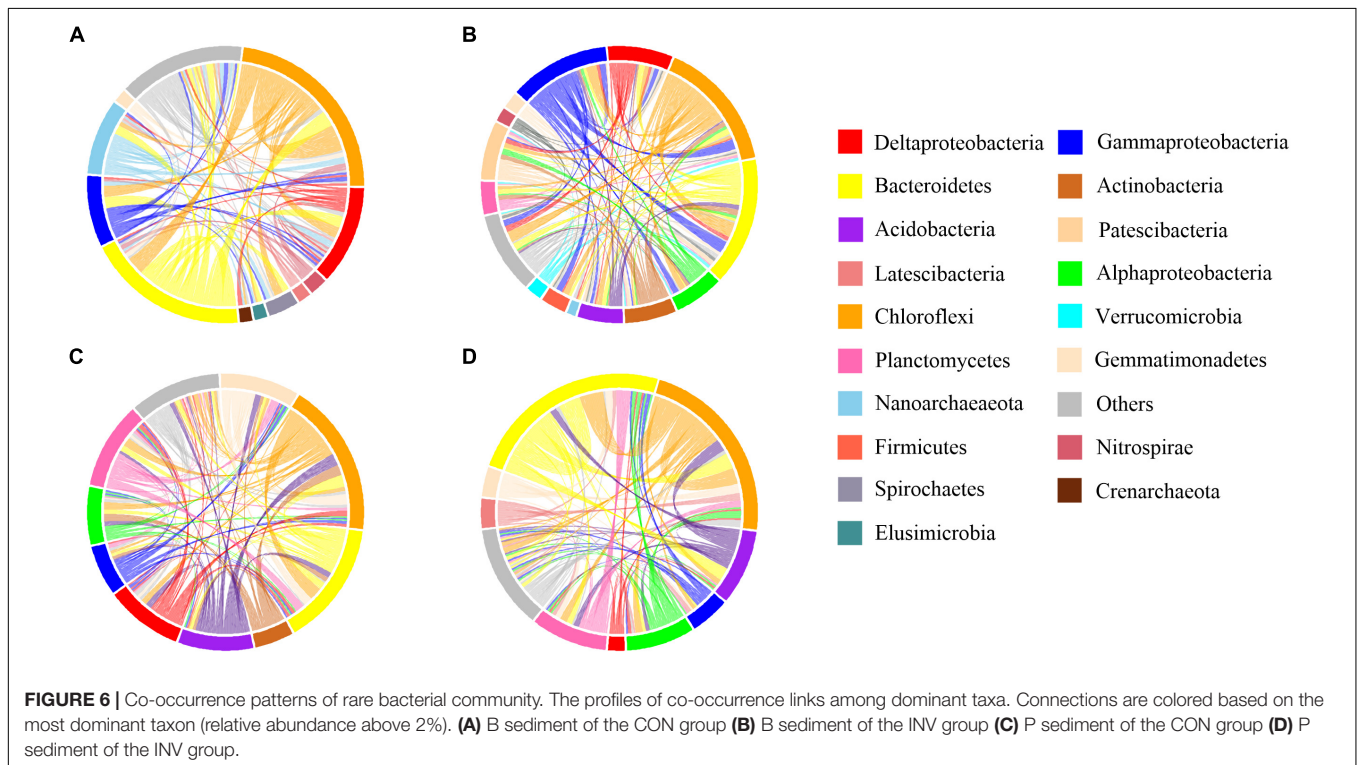 A
B
C
D
Deltaproteobacteria
Gammaproteobacteria
Bacteroidetes
Actinobacteria
Acidobacteria
Patescibacteria
Latescibacteria
Alphaproteobacteria
Chloroflexi
Verrucomicrobia
Planctomycetes
Gemmatimonadetes
Nanoarchaeaeota
Others
Firmicutes
Nitrospirae
Spirochaetes
Crenarchaeota
Elusimicrobia
FIGURE 6 | Co-occurrence patterns of rare bacterial community. The profiles of co-occurrence links among dominant taxa. Connections are colored based on the
most dominant taxon (relative abundance above 2%). (A) B sediment of the CON group (B) B sediment of the INV group (C) P sediment of the CON group (D) P
sediment of the INV group.